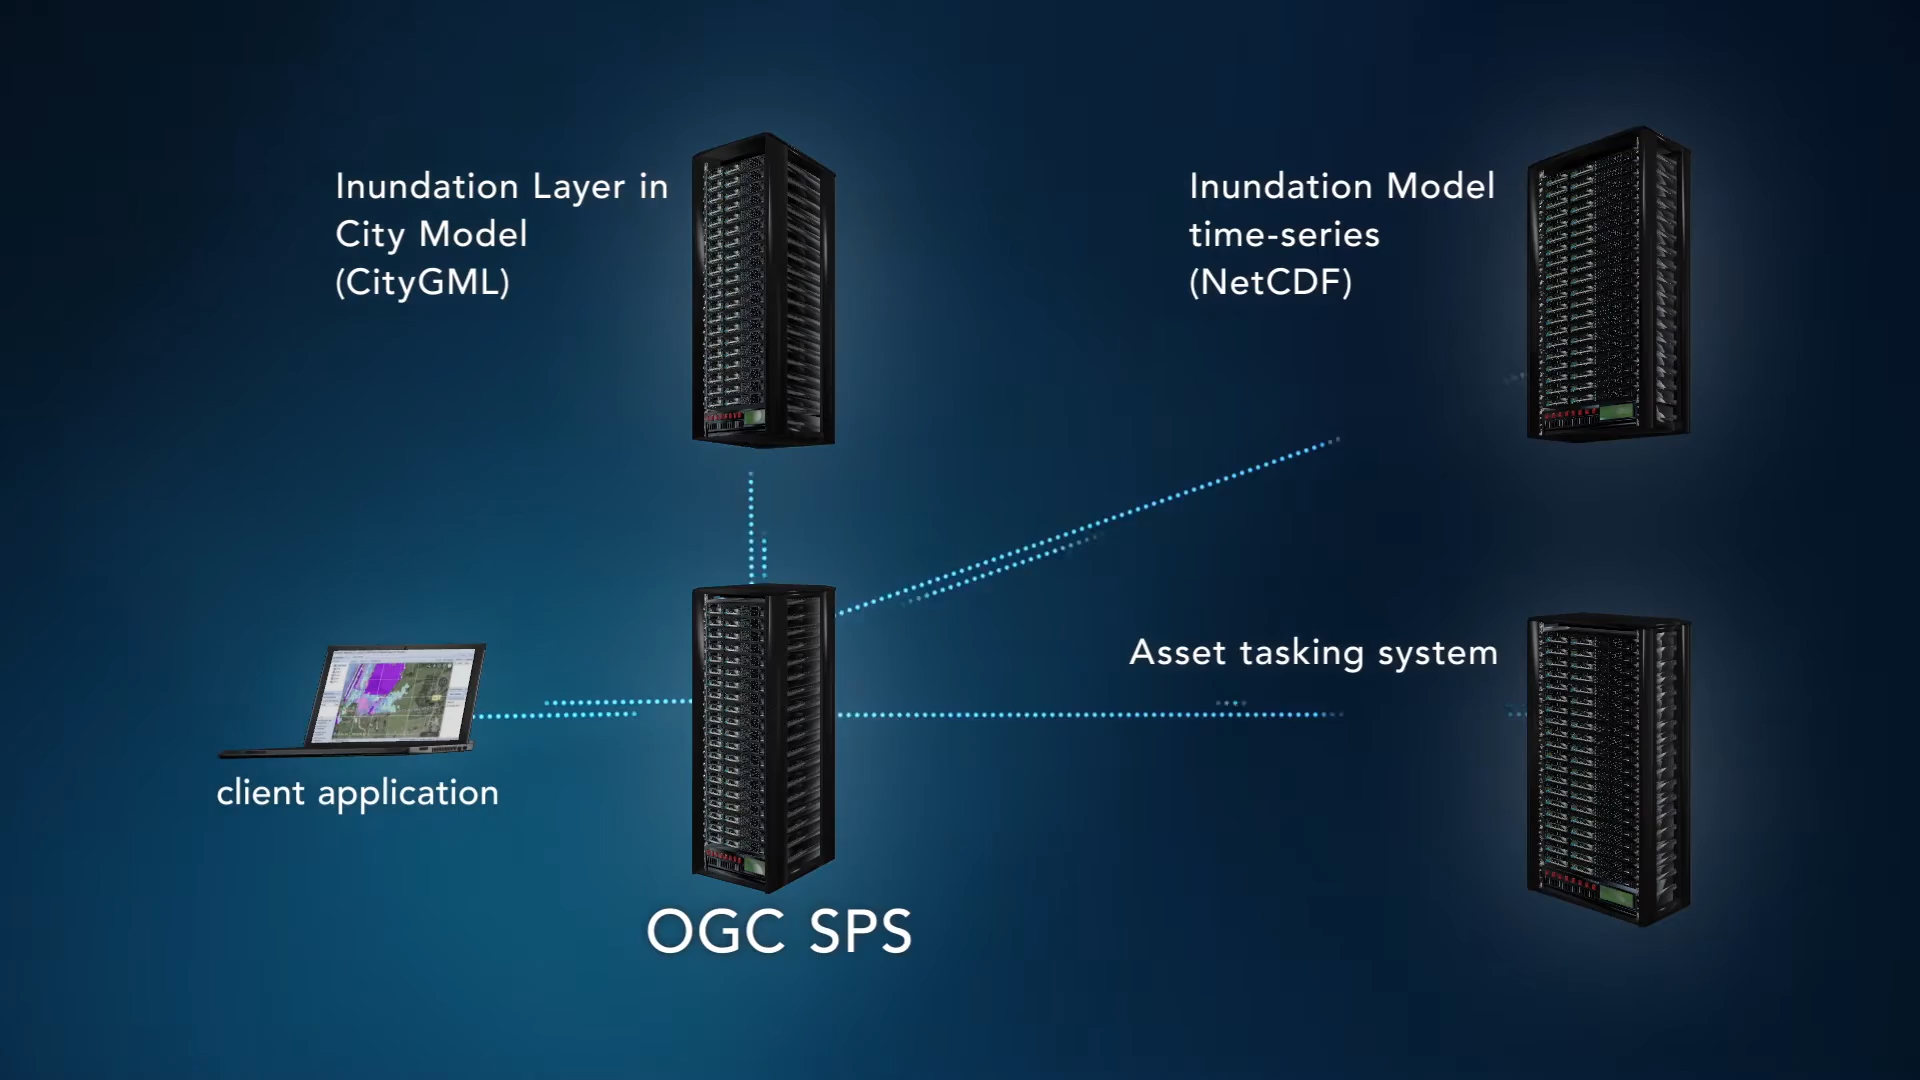 Inundation Layer in
City Model
(CityGML)
Inundation Model
time-series
(NetCDF)
Asset tasking system
client application
OGC SPS